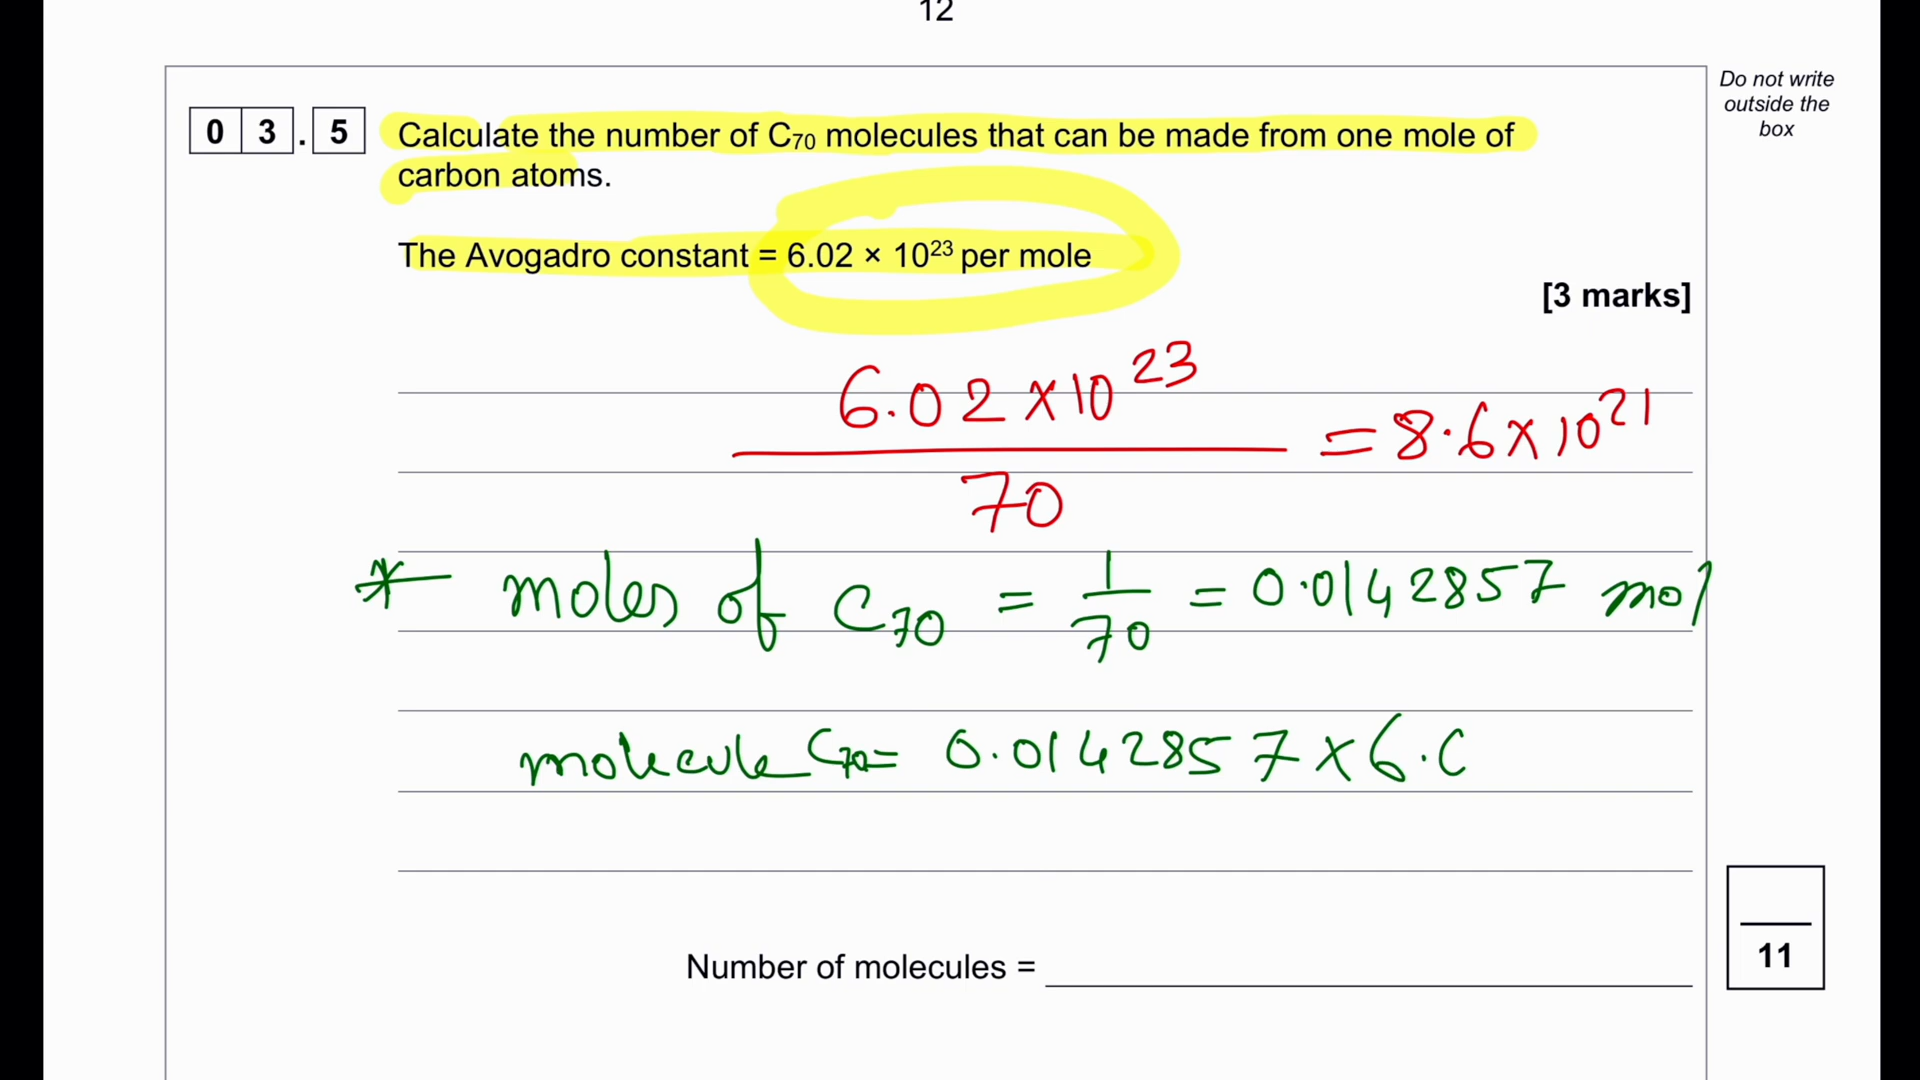 12
Do not write
outside the
box
0 3 . 5 Calculate the number of C₇₀ molecules that can be made from one mole of
carbon atoms.
The Avogadro constant = 6.02 × 10²³ per mole
[3 marks]
6.02 × 10²³
= 8.6 × 10²¹
70
* moles of C₇₀ = 1/70 = 0.0142857 mol
molecule C₇₀ = 0.0142857 × 6.0
Number of molecules =
11